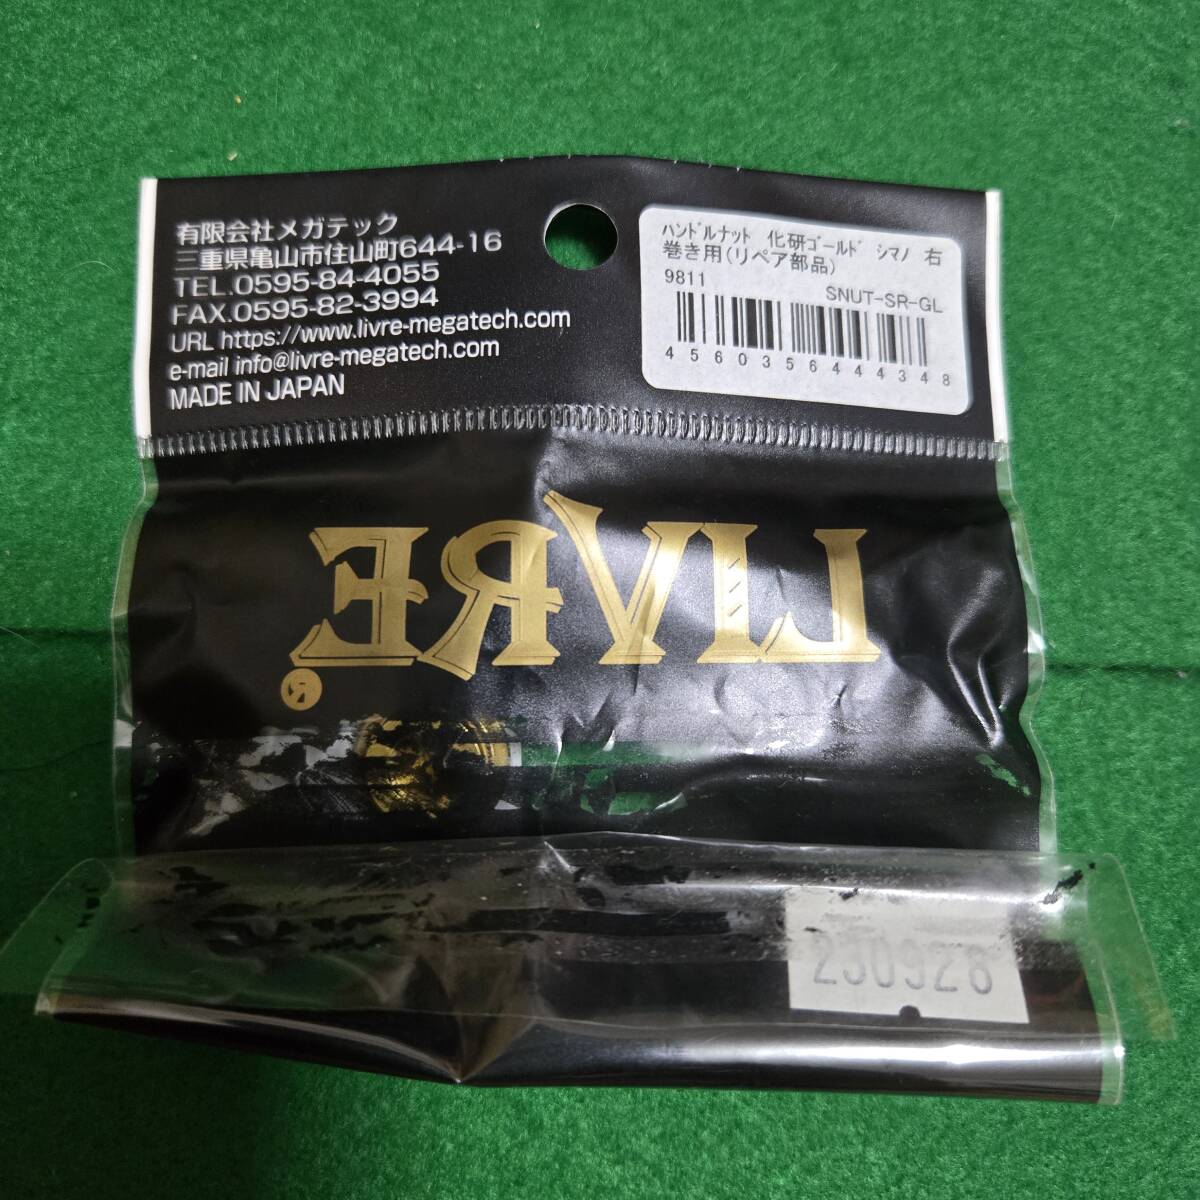 有限会社メガテック
三重県亀山市住山町644-16
TEL.0595-84-4055
FAX.0595-82-3994
URL https://www.livre-megatech.com
e-mail info@livre-megatech.com
MADE IN JAPAN
ﾊﾝﾄﾞﾙﾅｯﾄ 化研ｺﾞｰﾙﾄﾞ ｼﾏﾉ 右
巻き用(リペア部品)
9811
SNUT-SR-GL
4560356444348
LIVRE®
230928